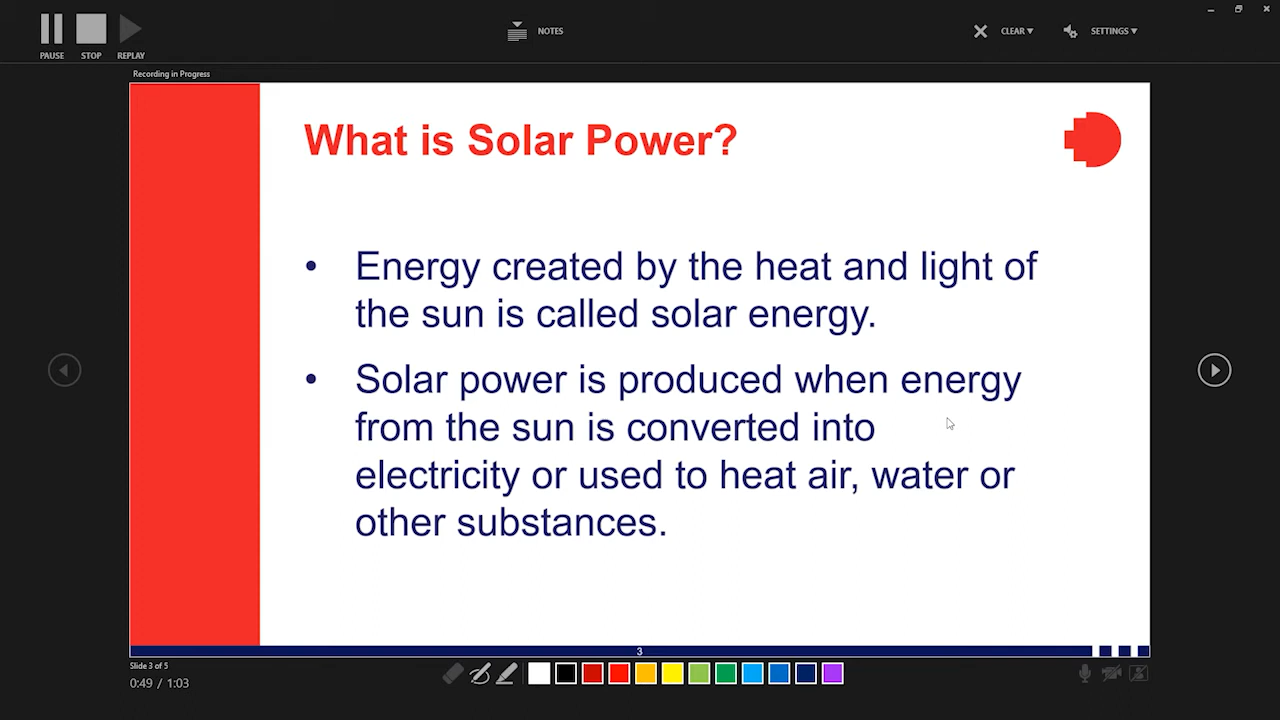 PAUSE STOP REPLAY NOTES CLEAR SETTINGS
Recording in Progress
What is Solar Power?
• Energy created by the heat and light of
the sun is called solar energy.
• Solar power is produced when energy
from the sun is converted into
electricity or used to heat air, water or
other substances.
3
Slide 3 of 5
0:49 / 1:03